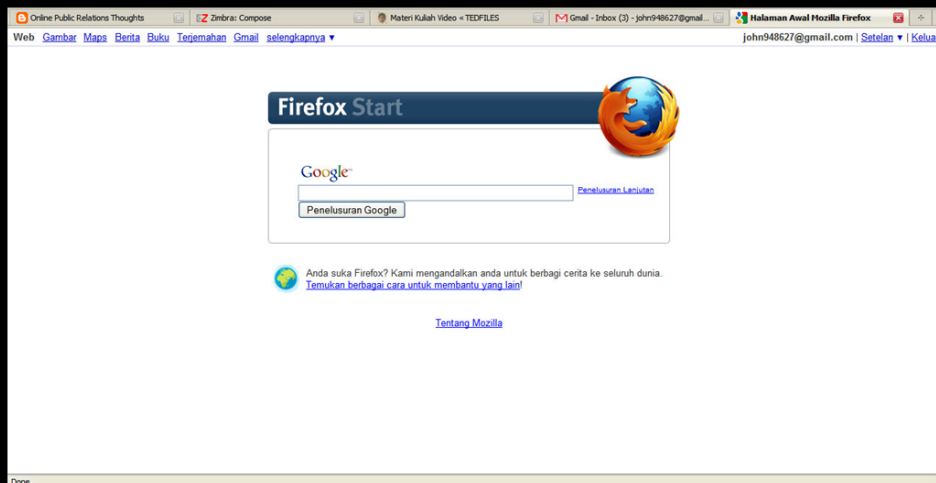 Online Public Relations Thoughts
Zimbra: Compose
Materi Kuliah Video « TEDFILES
Gmail - Inbox (3) - john948627@gmail...
Halaman Awal Mozilla Firefox
Web Gambar Maps Berita Buku Terjemahan Gmail selengkapnya ▼
john948627@gmail.com | Setelan ▼ | Kelua
Firefox Start
Google™
Penelusuran Lanjutan
Penelusuran Google
Anda suka Firefox? Kami mengandalkan anda untuk berbagi cerita ke seluruh dunia.
Temukan berbagai cara untuk membantu yang lain!
Tentang Mozilla
Done